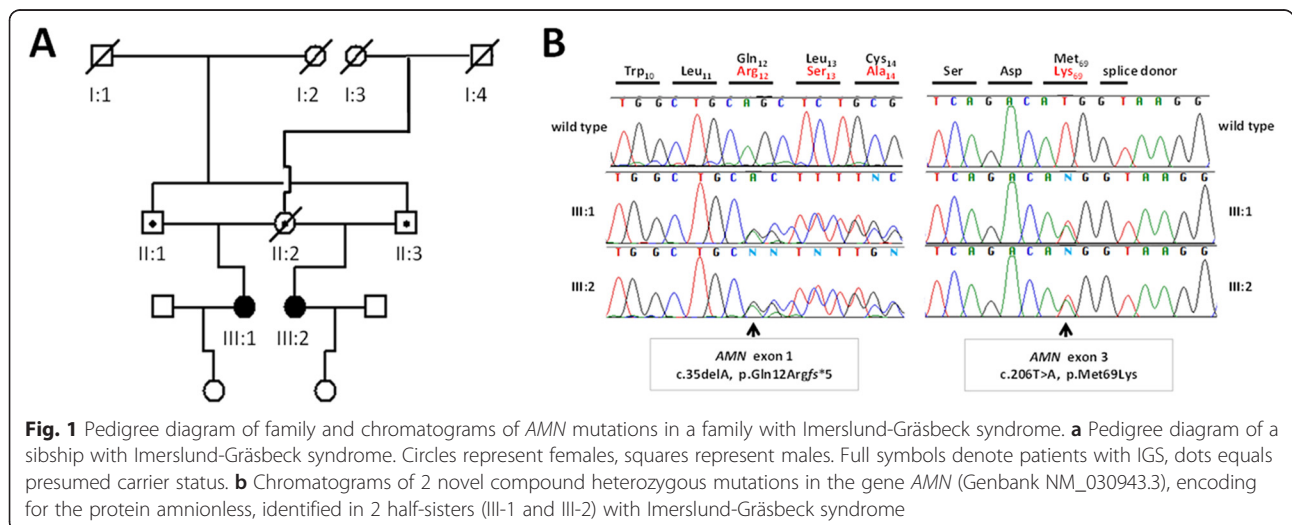 A
I:1
I:2
I:3
I:4
II:1
II:2
II:3
III:1
III:2
B
Trp10 Leu11 Gln12 Leu13 Cys14
Arg12 Ser13 Ala14
T G G C T G C A G C T C T G C G
wild type
T G G C T G C A C T T T T N C
III:1
T G G C T G C N N T N T T G N
III:2
AMN exon 1
c.35delA, p.Gln12Argfs*5
Ser Asp Met69 splice donor
Lys69
T C A G A C A T G G T A A G G
wild type
T C A G A C A N G G T A A G G
III:1
T C A G A C A N G G T A A G G
III:2
AMN exon 3
c.206T>A, p.Met69Lys
Fig. 1 Pedigree diagram of family and chromatograms of AMN mutations in a family with Imerslund-Gräsbeck syndrome. a Pedigree diagram of a
sibship with Imerslund-Gräsbeck syndrome. Circles represent females, squares represent males. Full symbols denote patients with IGS, dots equals
presumed carrier status. b Chromatograms of 2 novel compound heterozygous mutations in the gene AMN (Genbank NM_030943.3), encoding
for the protein amnionless, identified in 2 half-sisters (III-1 and III-2) with Imerslund-Gräsbeck syndrome